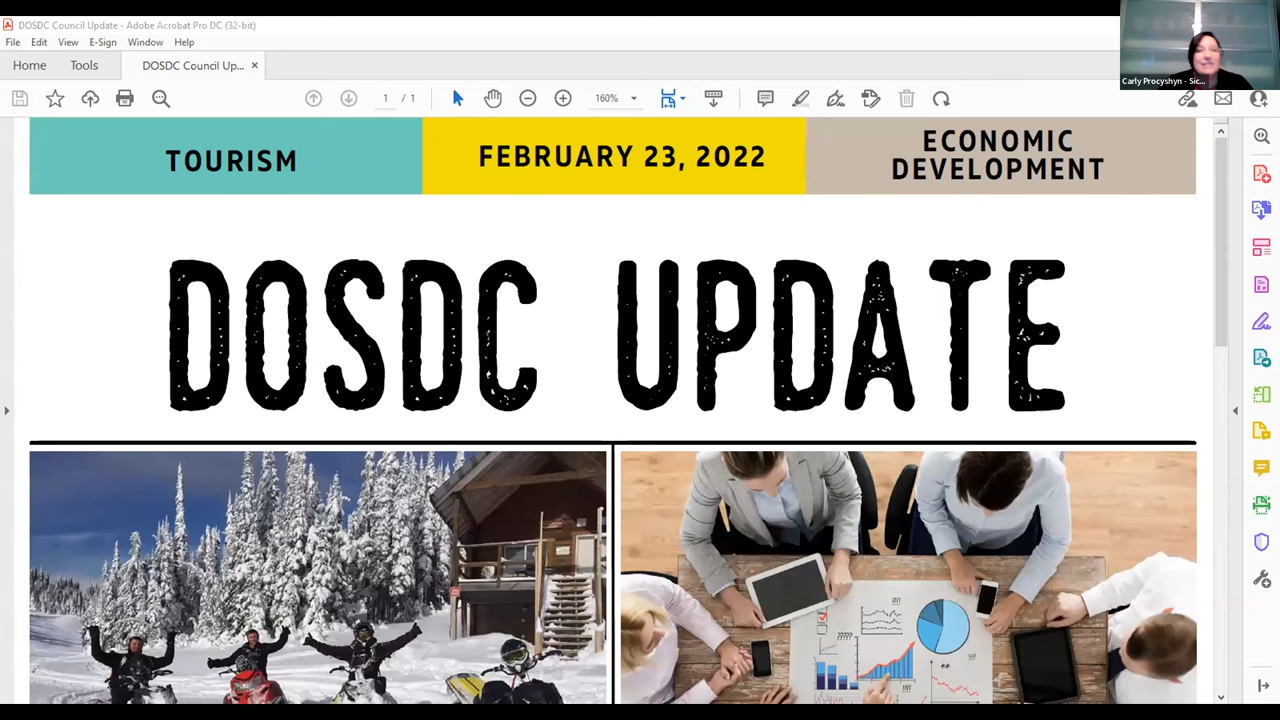 DOSDC Council Update - Adobe Acrobat Pro DC (32-bit)
File Edit View E-Sign Window Help
Home Tools DOSDC Council Up... ×
1 / 1 160%
Carly Procyshyn - Sic...
TOURISM
FEBRUARY 23, 2022
ECONOMIC
DEVELOPMENT
DOSDC UPDATE
?????